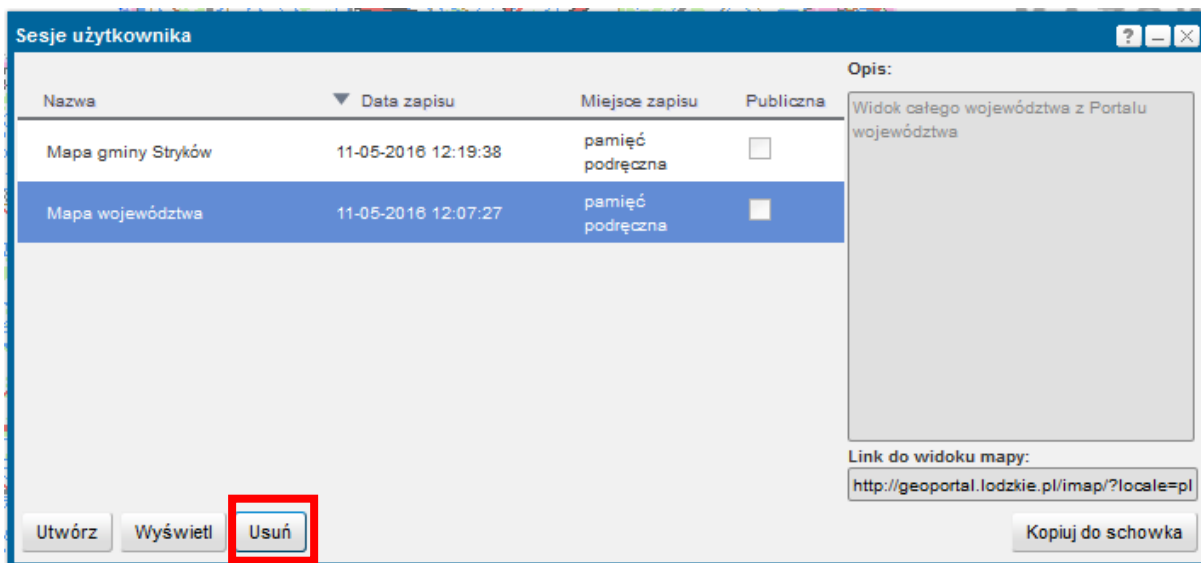 Sesje użytkownika
Opis:
Nazwa Data zapisu Miejsce zapisu Publiczna
Widok całego województwa z Portalu
województwa
Mapa gminy Stryków 11-05-2016 12:19:38 pamięć
podręczna
Mapa województwa 11-05-2016 12:07:27 pamięć
podręczna
Link do widoku mapy:
http://geoportal.lodzkie.pl/imap/?locale=pl
Utwórz Wyświetl Usuń Kopiuj do schowka